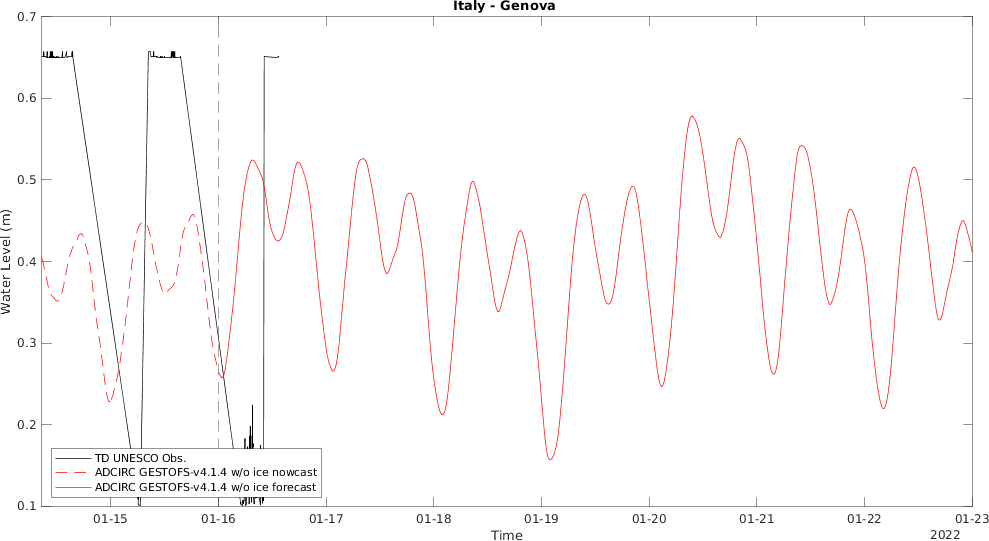 Italy - Genova
0.7
0.6
0.5
0.4
0.3
0.2
0.1
Water Level (m)
TD UNESCO Obs.
ADCIRC GESTOFS-v4.1.4 w/o ice nowcast
ADCIRC GESTOFS-v4.1.4 w/o ice forecast
01-15 01-16 01-17 01-18 01-19 01-20 01-21 01-22 01-23
Time
2022